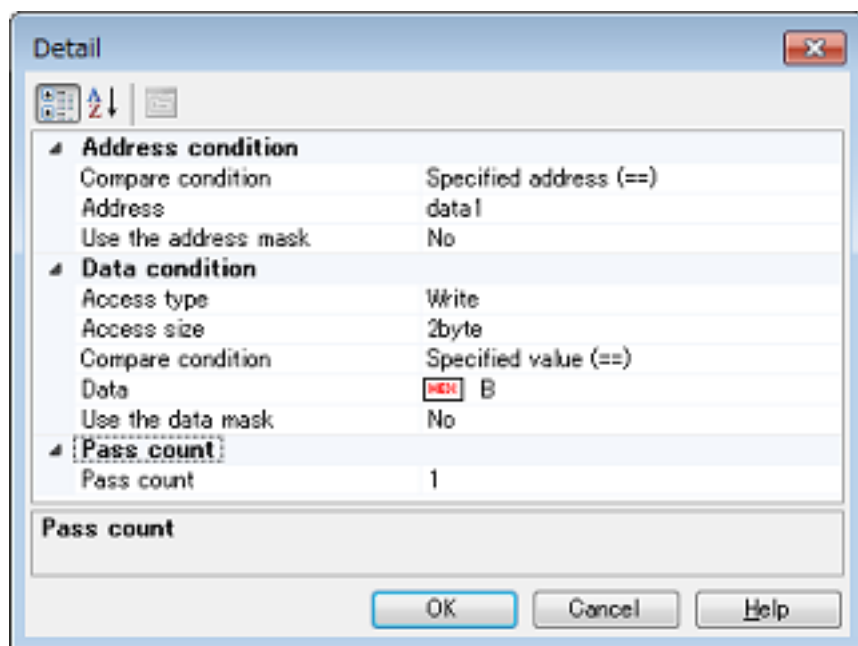 Detail
Address condition
Compare condition Specified address (==)
Address data1
Use the address mask No
Data condition
Access type Write
Access size 2byte
Compare condition Specified value (==)
Data HEX B
Use the data mask No
Pass count
Pass count 1
Pass count
OK Cancel Help